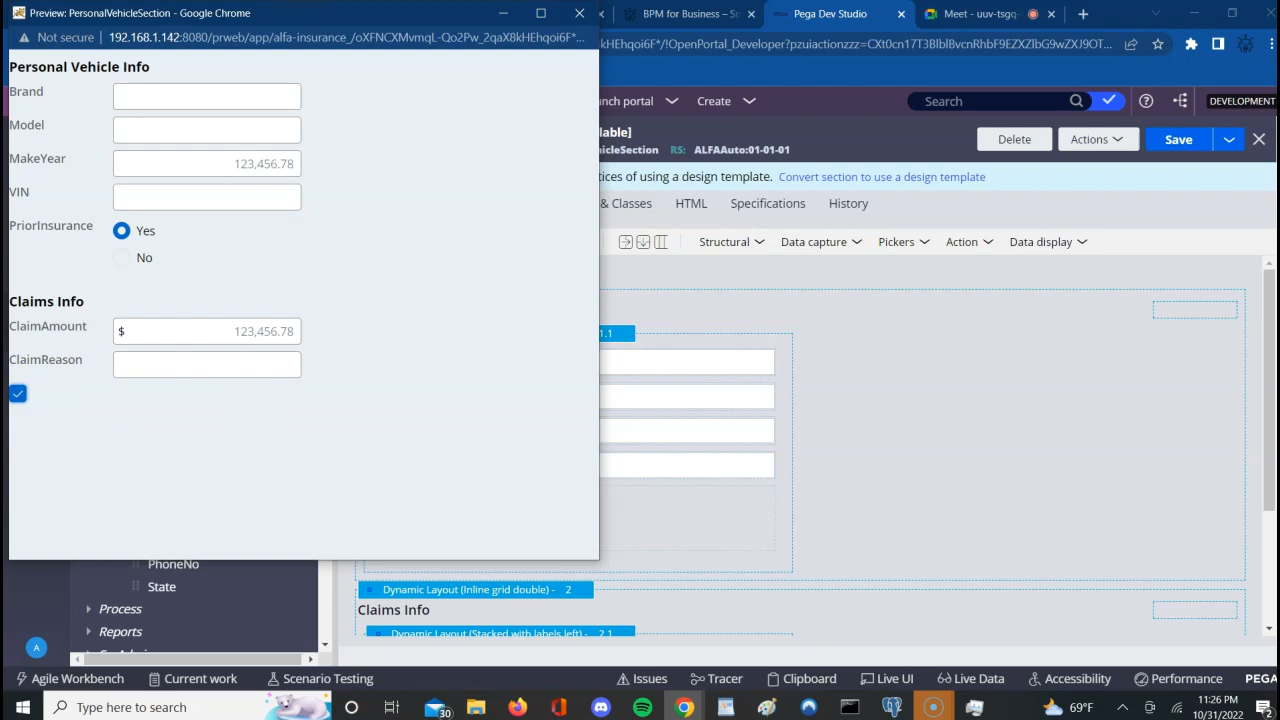 Preview: PersonalVehicleSection - Google Chrome
BPM for Business – S
Pega Dev Studio
Meet - uuv-tsgq
Not secure
192.168.1.142:8080/prweb/app/alfa-insurance_/oXFNCXMvmqL-Qo2Pw_2qaX8kHEhqoi6F*...
kHEhqoi6F*/!OpenPortal_Developer?pzuiactionzzz=CXt0cn17T3BlblBvcnRhbF9EZXZlbG9wZXJ9OT...
Personal Vehicle Info
Brand
Model
MakeYear
123,456.78
VIN
PriorInsurance
Yes
No
Claims Info
ClaimAmount
$
123,456.78
ClaimReason
nch portal
Create
Search
DEVELOPMENT
lable]
hicleSection RS: ALFAAuto:01-01-01
Delete
Actions
Save
tices of using a design template. Convert section to use a design template
& Classes
HTML
Specifications
History
Structural
Data capture
Pickers
Action
Data display
1.1
PhoneNo
State
Process
Reports
Dynamic Layout (Inline grid double) - 2
Claims Info
Dynamic Layout (Stacked with labels left) - 2.1
A
Agile Workbench
Current work
Scenario Testing
Issues
Tracer
Clipboard
Live UI
Live Data
Accessibility
Performance
PEGA
Type here to search
30
69°F
11:26 PM
10/31/2022
2